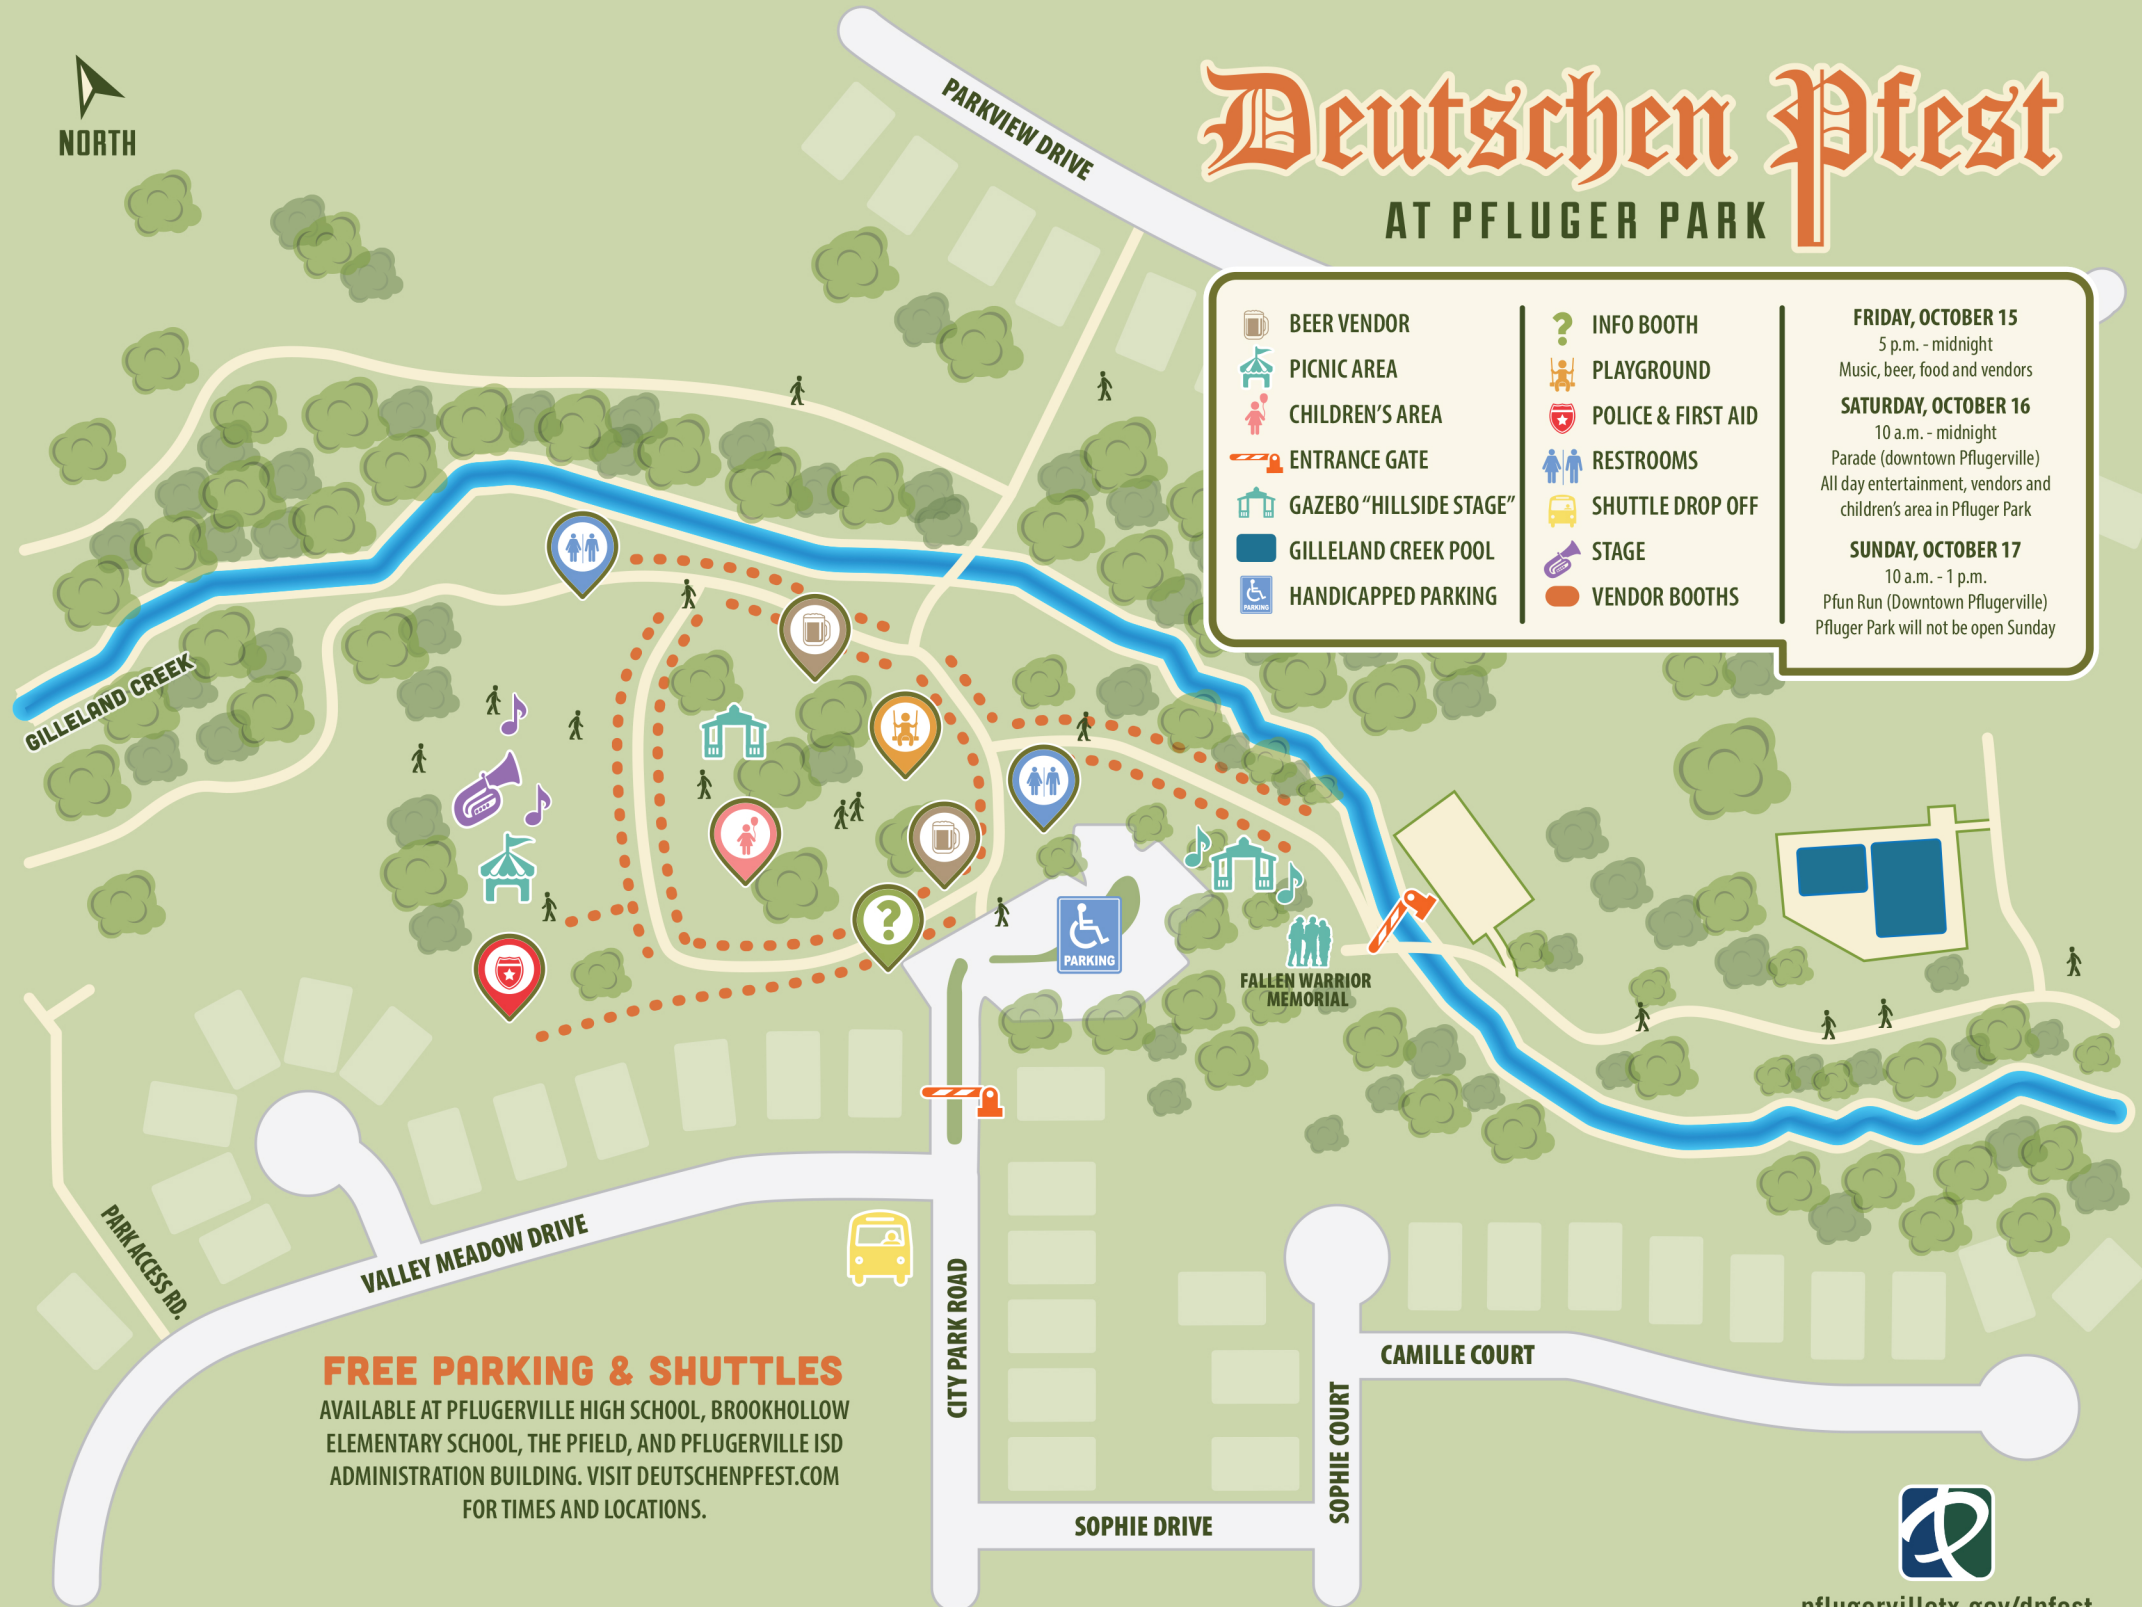 NORTH
PARKVIEW DRIVE
Deutschen Pfest
AT PFLUGER PARK
BEER VENDOR
PICNIC AREA
CHILDREN'S AREA
ENTRANCE GATE
GAZEBO "HILLSIDE STAGE"
GILLELAND CREEK POOL
PARKING
HANDICAPPED PARKING
INFO BOOTH
PLAYGROUND
POLICE & FIRST AID
RESTROOMS
SHUTTLE DROP OFF
STAGE
VENDOR BOOTHS
FRIDAY, OCTOBER 15
5 p.m. - midnight
Music, beer, food and vendors
SATURDAY, OCTOBER 16
10 a.m. - midnight
Parade (downtown Pflugerville)
All day entertainment, vendors and
children's area in Pfluger Park
SUNDAY, OCTOBER 17
10 a.m. - 1 p.m.
Pfun Run (Downtown Pflugerville)
Pfluger Park will not be open Sunday
GILLELAND CREEK
PARKING
FALLEN WARRIOR
MEMORIAL
PARK ACCESS RD.
VALLEY MEADOW DRIVE
CITY PARK ROAD
CAMILLE COURT
SOPHIE COURT
SOPHIE DRIVE
FREE PARKING & SHUTTLES
AVAILABLE AT PFLUGERVILLE HIGH SCHOOL, BROOKHOLLOW
ELEMENTARY SCHOOL, THE PFIELD, AND PFLUGERVILLE ISD
ADMINISTRATION BUILDING. VISIT DEUTSCHENPFEST.COM
FOR TIMES AND LOCATIONS.
pflugervilletx.gov/dpfest